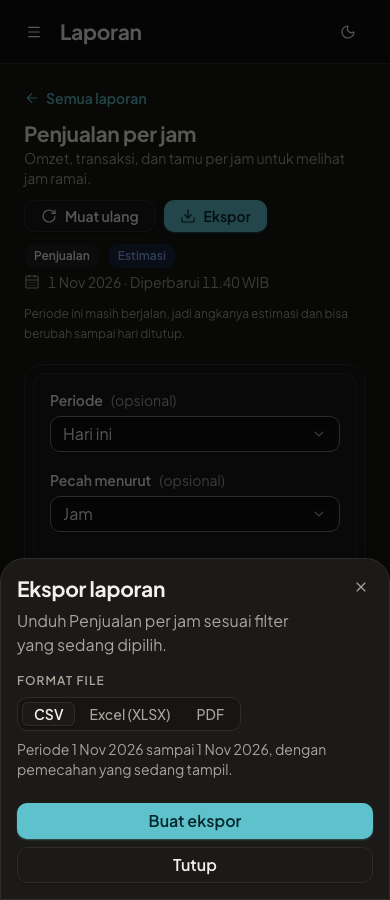 Laporan
Semua laporan
Penjualan per jam
Omzet, transaksi, dan tamu per jam untuk melihat
jam ramai.
Muat ulang
Ekspor
Penjualan
Estimasi
1 Nov 2026 · Diperbarui 11.40 WIB
Periode ini masih berjalan, jadi angkanya estimasi dan bisa
berubah sampai hari ditutup.
Periode (opsional)
Hari ini
Pecah menurut (opsional)
Jam
Ekspor laporan
Unduh Penjualan per jam sesuai filter
yang sedang dipilih.
FORMAT FILE
CSV
Excel (XLSX)
PDF
Periode 1 Nov 2026 sampai 1 Nov 2026, dengan
pemecahan yang sedang tampil.
Buat ekspor
Tutup